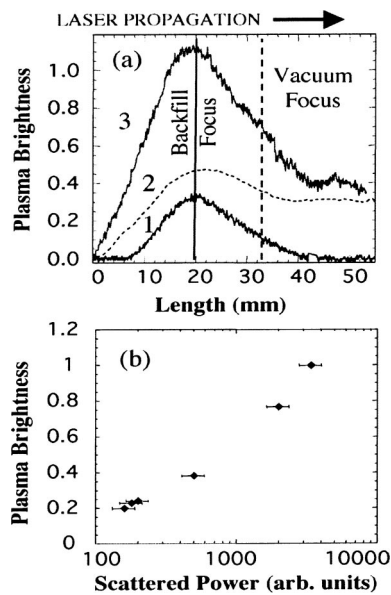 LASER PROPAGATION
(a)
Vacuum
Focus
Backfill
Focus
3
2
1
Plasma Brightness
1.0
0.8
0.6
0.4
0.2
0.0
0 10 20 30 40 50
Length (mm)
(b)
Plasma Brightness
1.2
1
0.8
0.6
0.4
0.2
0
100 1000 10000
Scattered Power (arb. units)